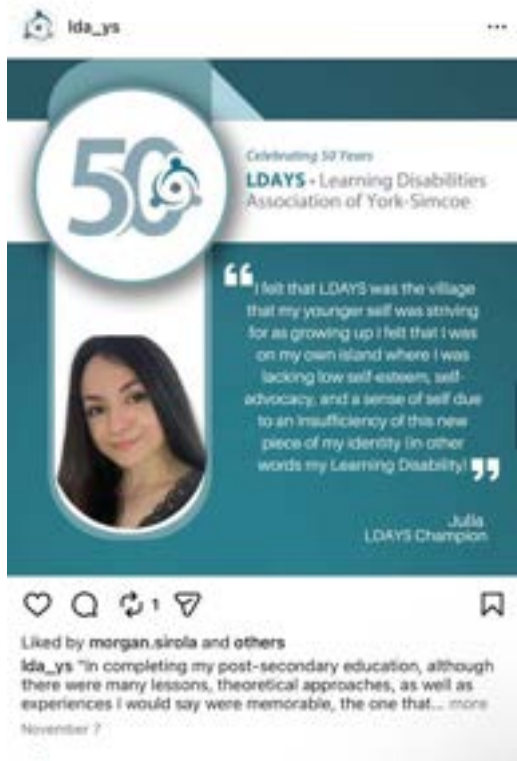 lda_ys
50
Celebrating 50 Years
LDAYS - Learning Disabilities
Association of York-Simcoe
“I felt that LDAYS was the village
that my younger self was striving
for as growing up I felt that I was
on my own island where I was
lacking low self-esteem, self-
advocacy, and a sense of self due
to an insufficiency of this new
piece of my identity (in other
words my Learning Disability)”
Julia
LDAYS Champion
1
Liked by morgan.sirola and others
lda_ys "In completing my post-secondary education, although
there were many lessons, theoretical approaches, as well as
experiences I would say were memorable, the one that... more
November 7